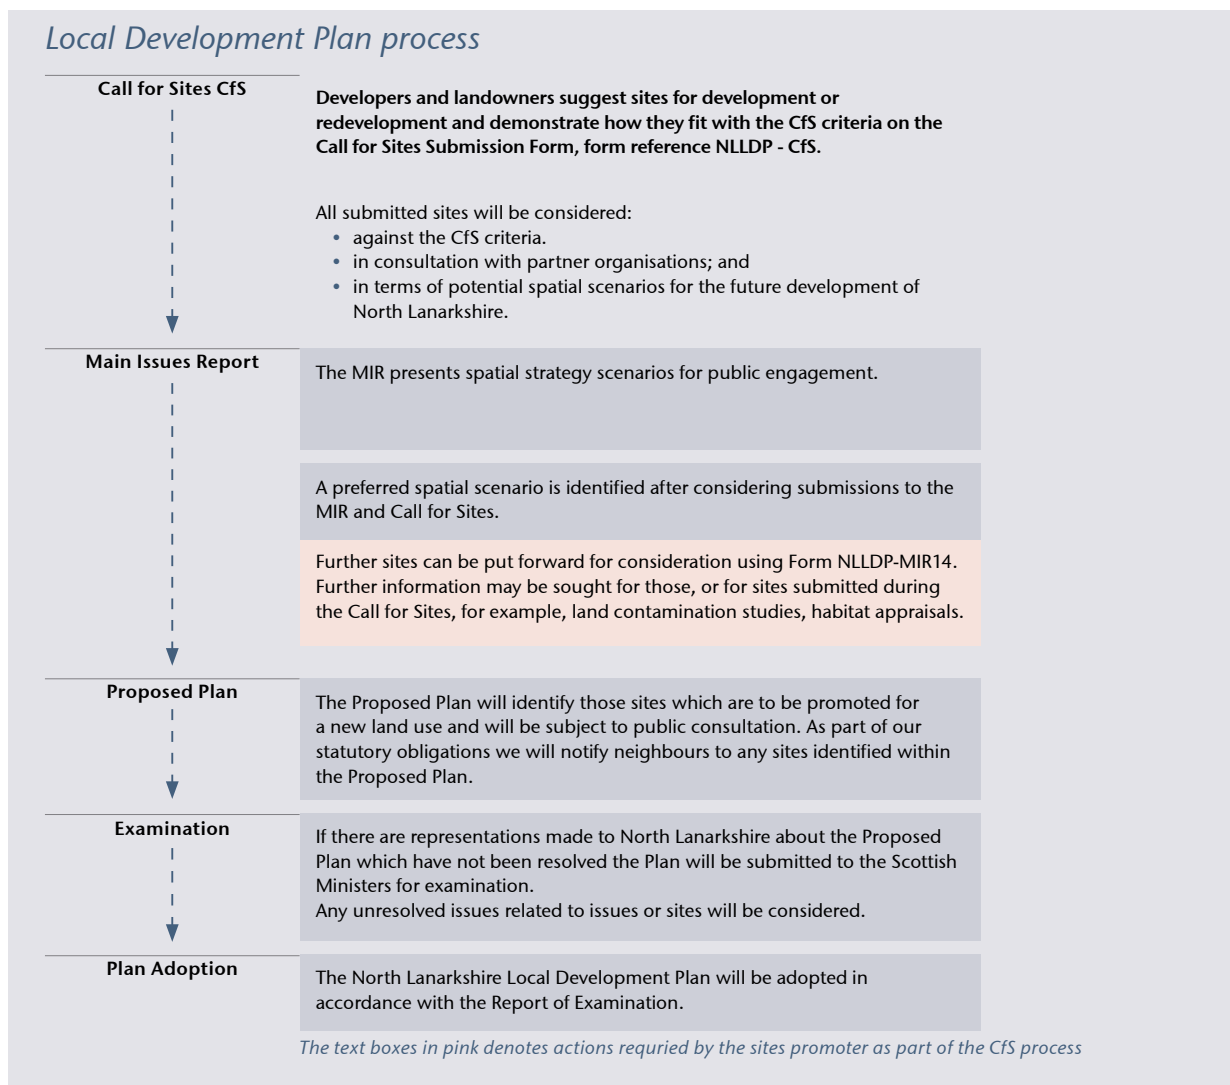 Local Development Plan process
Call for Sites CfS
Developers and landowners suggest sites for development or
redevelopment and demonstrate how they fit with the CfS criteria on the
Call for Sites Submission Form, form reference NLLDP - CfS.
All submitted sites will be considered:
• against the CfS criteria.
• in consultation with partner organisations; and
• in terms of potential spatial scenarios for the future development of
North Lanarkshire.
Main Issues Report
The MIR presents spatial strategy scenarios for public engagement.
A preferred spatial scenario is identified after considering submissions to the
MIR and Call for Sites.
Further sites can be put forward for consideration using Form NLLDP-MIR14.
Further information may be sought for those, or for sites submitted during
the Call for Sites, for example, land contamination studies, habitat appraisals.
Proposed Plan
The Proposed Plan will identify those sites which are to be promoted for
a new land use and will be subject to public consultation. As part of our
statutory obligations we will notify neighbours to any sites identified within
the Proposed Plan.
Examination
If there are representations made to North Lanarkshire about the Proposed
Plan which have not been resolved the Plan will be submitted to the Scottish
Ministers for examination.
Any unresolved issues related to issues or sites will be considered.
Plan Adoption
The North Lanarkshire Local Development Plan will be adopted in
accordance with the Report of Examination.
The text boxes in pink denotes actions requried by the sites promoter as part of the CfS process